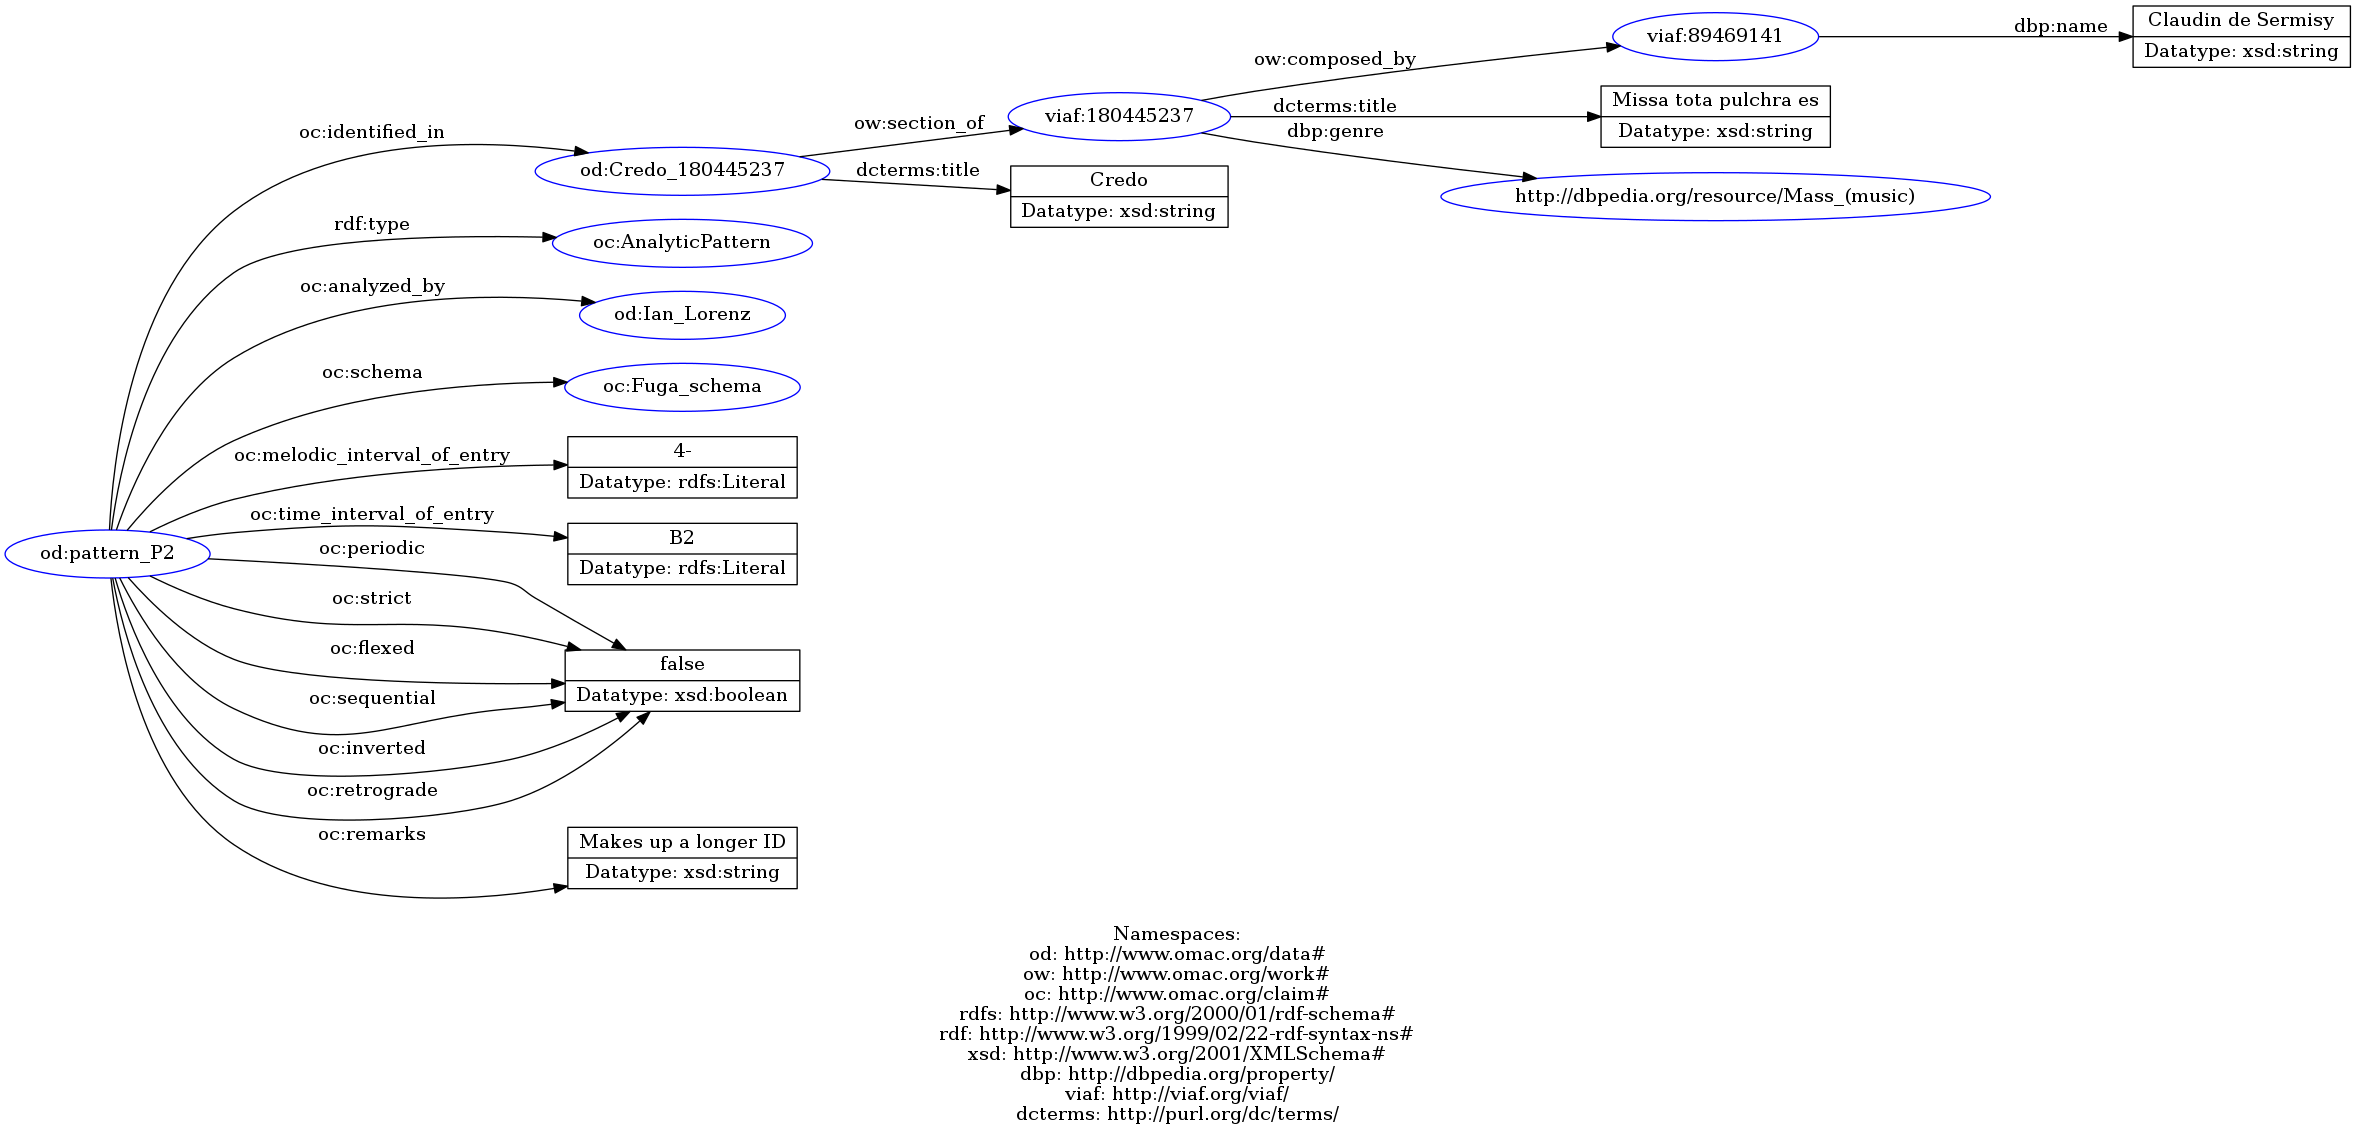 Claudin de Sermisy
Datatype: xsd:string
dbp:name
viaf:89469141
ow:composed_by
viaf:180445237
dcterms:title
Missa tota pulchra es
Datatype: xsd:string
dbp:genre
http://dbpedia.org/resource/Mass_(music)
oc:identified_in
od:Credo_180445237
ow:section_of
dcterms:title
Credo
Datatype: xsd:string
rdf:type
oc:AnalyticPattern
oc:analyzed_by
od:Ian_Lorenz
oc:schema
oc:Fuga_schema
oc:melodic_interval_of_entry
4-
Datatype: rdfs:Literal
oc:time_interval_of_entry
B2
Datatype: rdfs:Literal
od:pattern_P2
oc:periodic
oc:strict
oc:flexed
false
Datatype: xsd:boolean
oc:sequential
oc:inverted
oc:retrograde
oc:remarks
Makes up a longer ID
Datatype: xsd:string
Namespaces:
od: http://www.omac.org/data#
ow: http://www.omac.org/work#
oc: http://www.omac.org/claim#
rdfs: http://www.w3.org/2000/01/rdf-schema#
rdf: http://www.w3.org/1999/02/22-rdf-syntax-ns#
xsd: http://www.w3.org/2001/XMLSchema#
dbp: http://dbpedia.org/property/
viaf: http://viaf.org/viaf/
dcterms: http://purl.org/dc/terms/